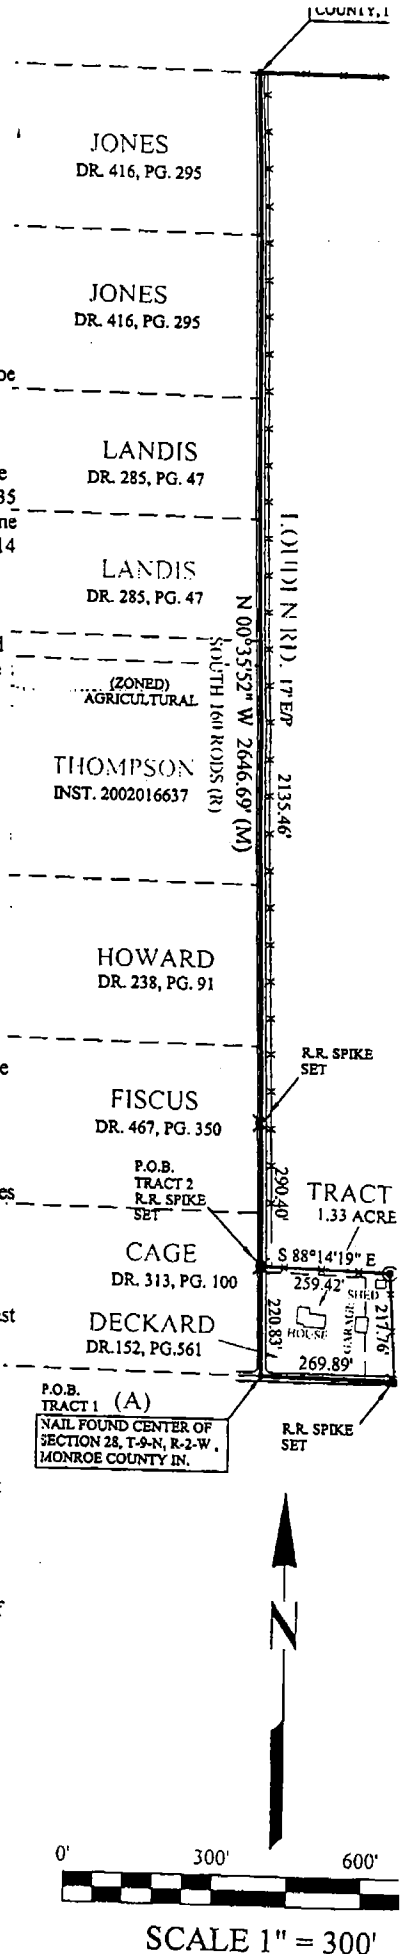 COUNTY, I
JONES
DR. 416, PG. 295
JONES
DR. 416, PG. 295
LANDIS
DR. 285, PG. 47
35
14
LANDIS
DR. 285, PG. 47
RD. 17' E/P
2135.46'
N 00°35'52" W 2646.69' (M)
SOUTH 160 RODS (R)
(ZONED)
AGRICULTURAL
THOMPSON
INST. 2002016637
HOWARD
DR. 238, PG. 91
R.R. SPIKE
SET
FISCUS
DR. 467, PG. 350
P.O.B.
TRACT 2
R.R. SPIKE
SET
290.40'
TRACT
1.33 ACRE
S 88°14'19" E
259.42'
CAGE
DR. 313, PG. 100
SHED
GARAGE
HOUSE
217.76'
220.83'
DECKARD
DR.152, PG.561
269.89'
P.O.B.
TRACT 1 (A)
NAIL FOUND CENTER OF
SECTION 28, T-9-N, R-2-W,
MONROE COUNTY IN.
R.R. SPIKE
SET
N
0' 300' 600'
SCALE 1" = 300'